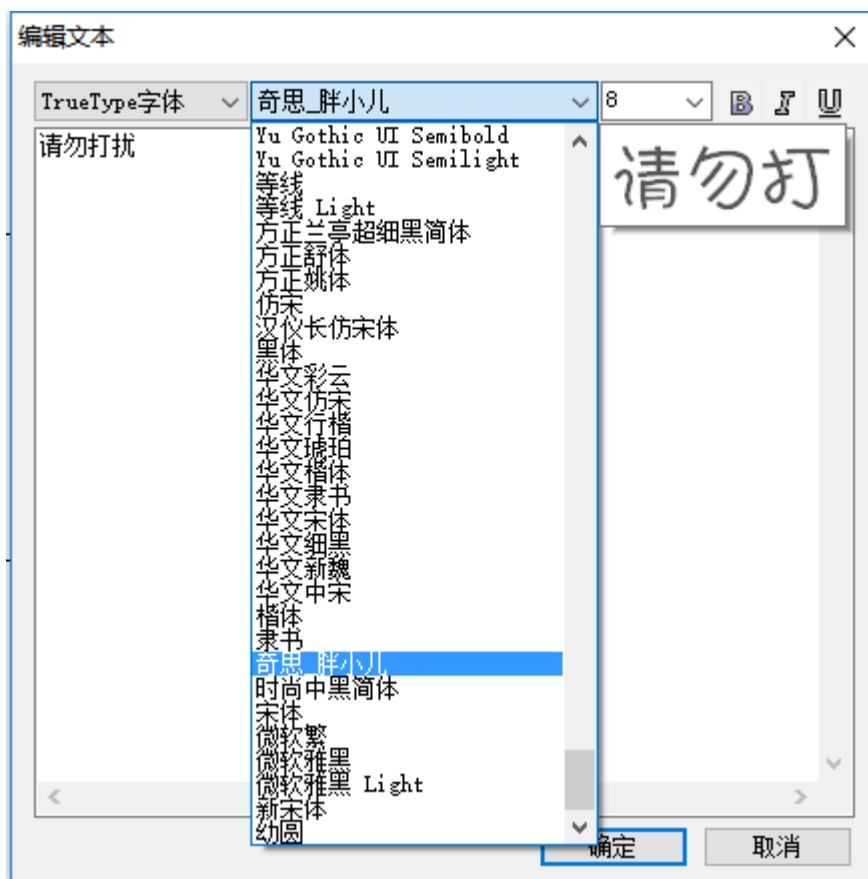 编辑文本
TrueType字体 奇思_胖小儿 8 B I U
请勿打扰
请勿打
Yu Gothic UI Semibold
Yu Gothic UI Semilight
等线
等线 Light
方正兰亭超细黑简体
方正舒体
方正姚体
仿宋
汉仪长仿宋体
黑体
华文彩云
华文仿宋
华文行楷
华文琥珀
华文楷体
华文隶书
华文宋体
华文细黑
华文新魏
华文中宋
楷体
隶书
奇思_胖小儿
时尚中黑简体
宋体
微软繁
微软雅黑
微软雅黑 Light
新宋体
幼圆
确定 取消